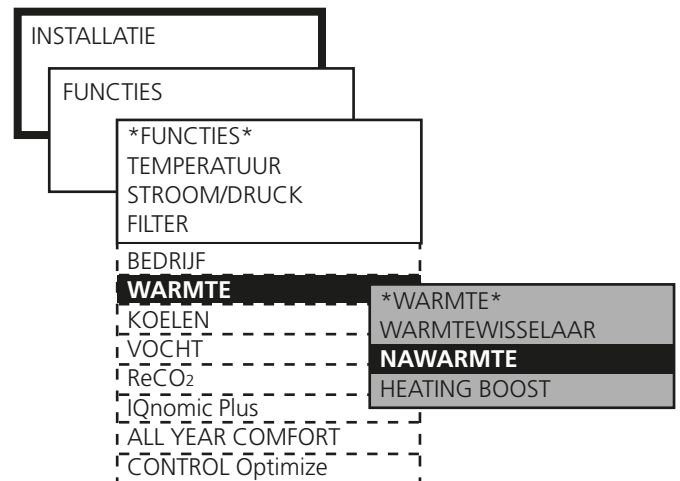 INSTALLATIE
FUNCTIES
*FUNCTIES*
TEMPERATUUR
STROOM/DRUCK
FILTER
BEDRIJF
WARMTE
KOELEN
VOCHT
ReCO2
IQnomic Plus
ALL YEAR COMFORT
CONTROL Optimize
*WARMTE*
WARMTEWISSELAAR
NAWARMTE
HEATING BOOST